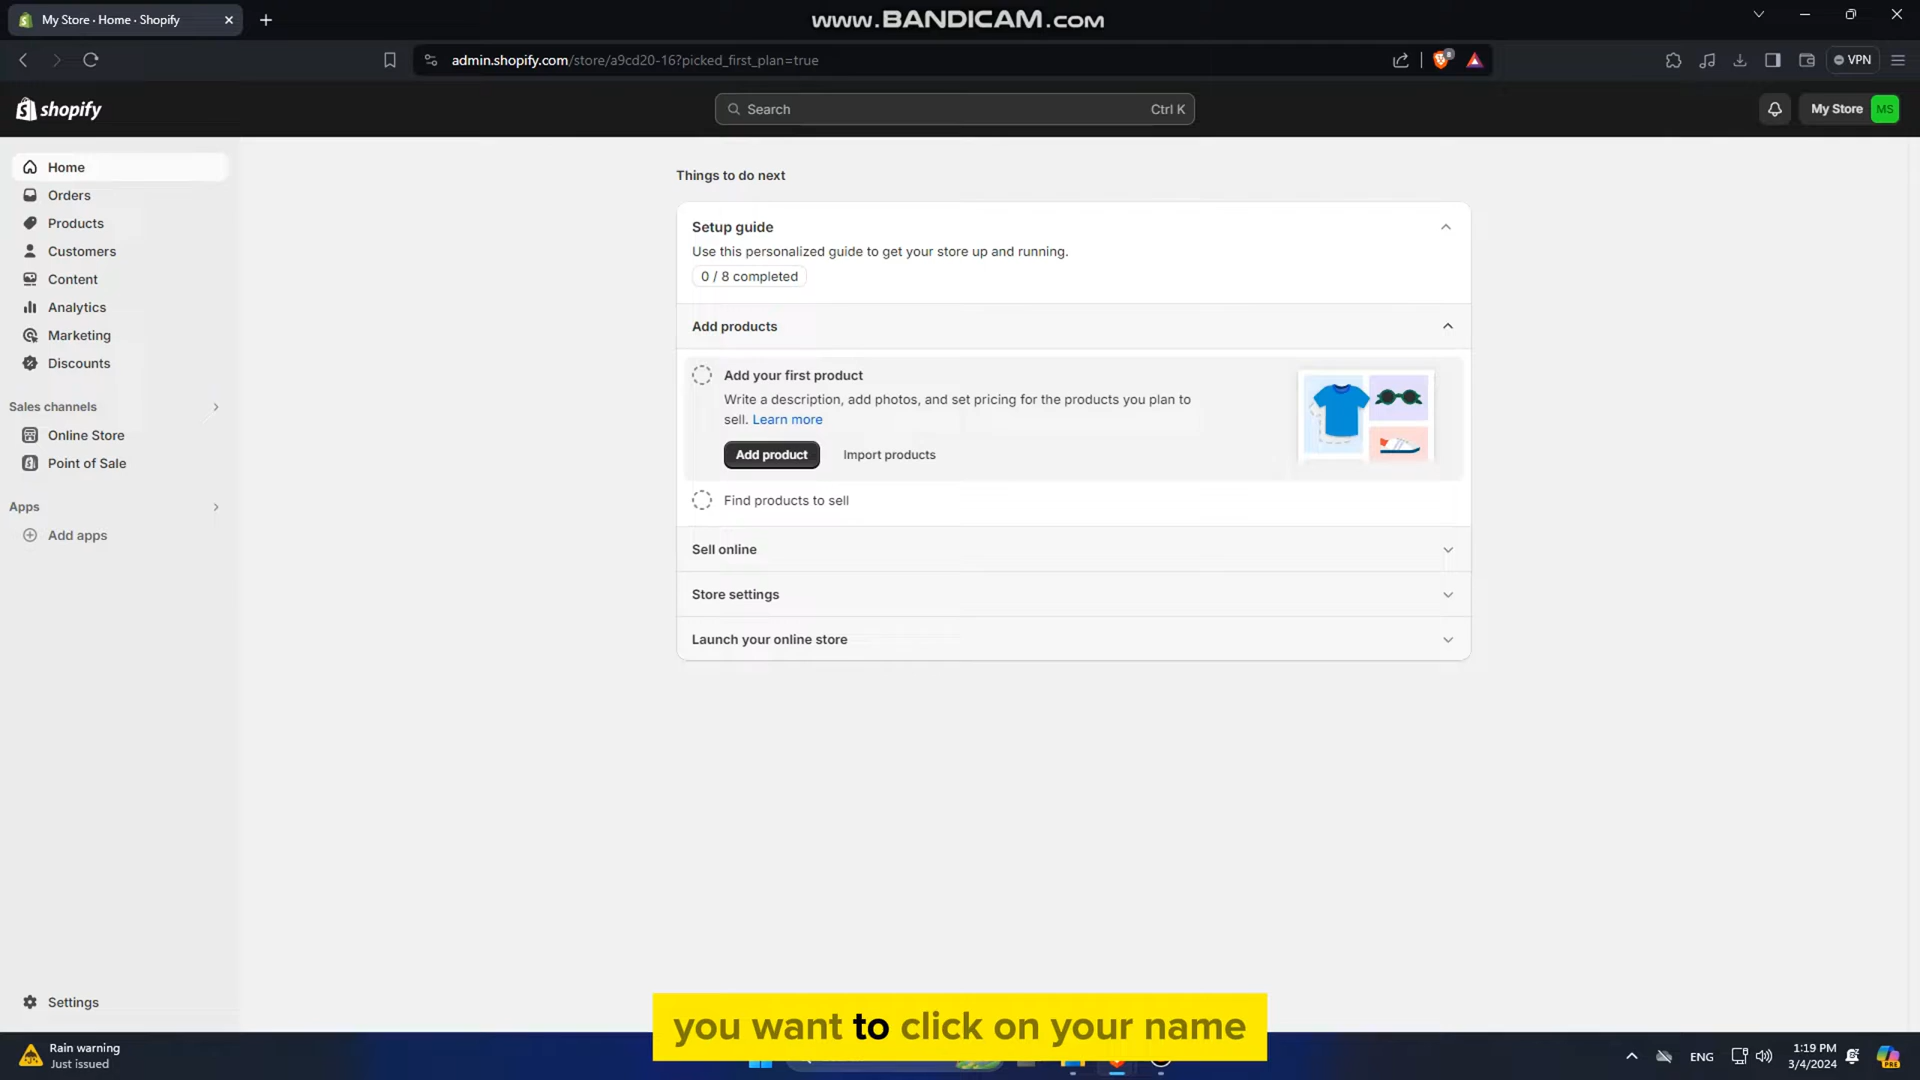 My Store · Home · Shopify
www.BANDICAM.com
admin.shopify.com/store/a9cd20-16?picked_first_plan=true
8
VPN
shopify
Search
Ctrl K
My Store
MS
Home
Orders
Products
Customers
Content
Analytics
Marketing
Discounts
Sales channels
Online Store
Point of Sale
Apps
Add apps
Settings
Things to do next
Setup guide
Use this personalized guide to get your store up and running.
0 / 8 completed
Add products
Add your first product
Write a description, add photos, and set pricing for the products you plan to
sell. Learn more
Add product
Import products
Find products to sell
Sell online
Store settings
Launch your online store
you want to click on your name
Rain warning
Just issued
ENG
1:19 PM
3/4/2024
PRE